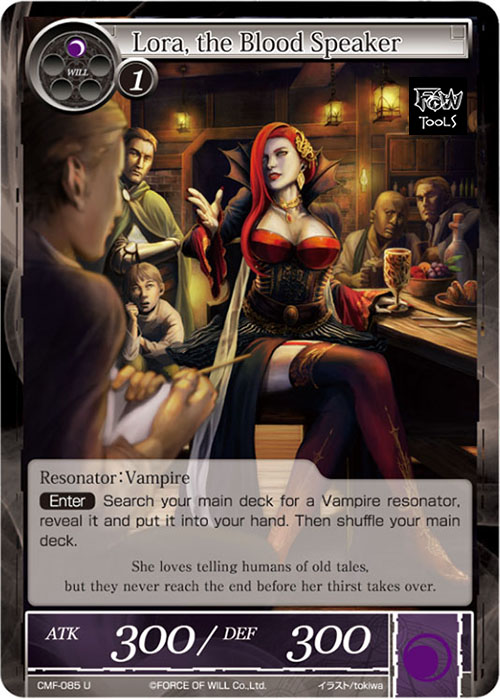 Lora, the Blood Speaker
WILL
1
FOW
TOOLS
Resonator:Vampire
Enter Search your main deck for a Vampire resonator,
reveal it and put it into your hand. Then shuffle your main
deck.
She loves telling humans of old tales,
but they never reach the end before her thirst takes over.
ATK 300/ DEF 300
CMF-085 U ©FORCE OF WILL Co.,Ltd. イラスト/tokiwa